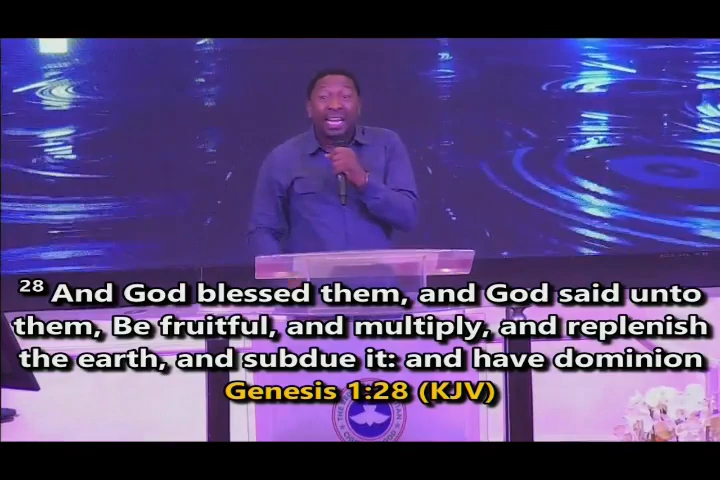 28 And God blessed them, and God said unto
them, Be fruitful, and multiply, and replenish
the earth, and subdue it: and have dominion
Genesis 1:28 (KJV)